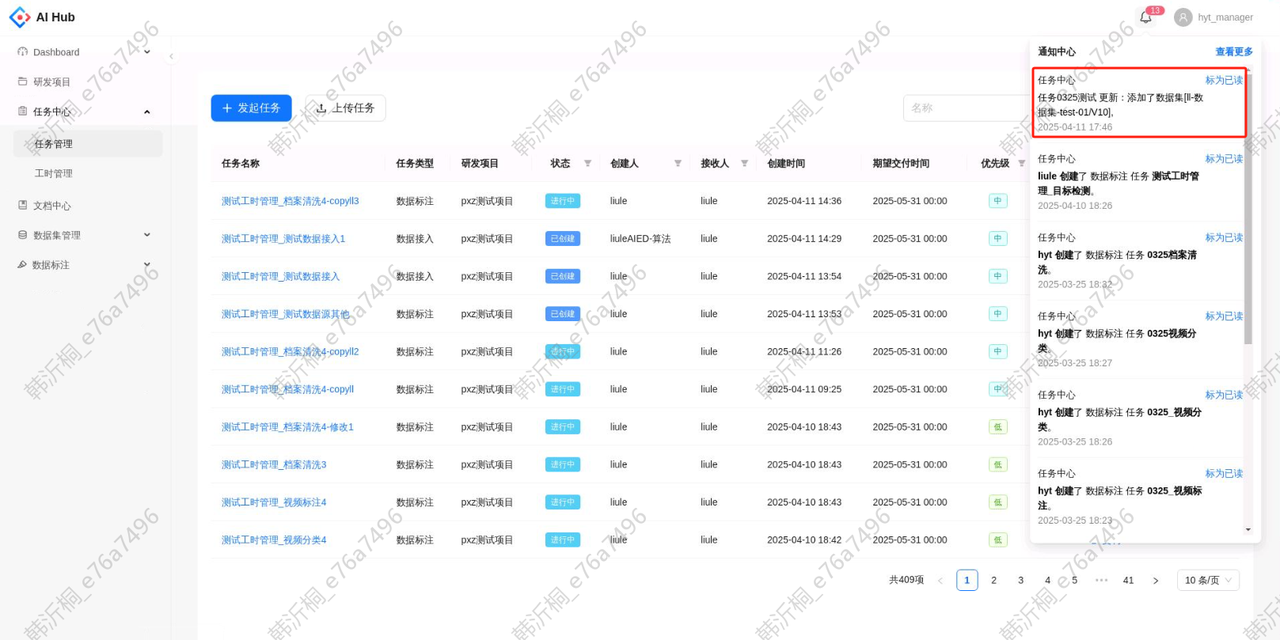 AI Hub
13
hyt_manager
Dashboard
研发项目
任务中心
任务管理
工时管理
文档中心
数据集管理
数据标注
发起任务
上传任务
名称
任务名称 任务类型 研发项目 状态 创建人 接收人 创建时间 期望交付时间 优先级
测试工时管理_档案清洗4-copyll3 数据标注 pxz测试项目 进行中 liule liule 2025-04-11 14:36 2025-05-31 00:00 中
测试工时管理_测试数据接入1 数据接入 pxz测试项目 已创建 liuleAIED-算法 liule 2025-04-11 14:29 2025-05-31 00:00 中
测试工时管理_测试数据接入 数据接入 pxz测试项目 已创建 liule liule 2025-04-11 13:54 2025-05-31 00:00 中
测试工时管理_测试数据源其他 数据标注 pxz测试项目 已创建 liule liule 2025-04-11 13:53 2025-05-31 00:00 中
测试工时管理_档案清洗4-copyll2 数据标注 pxz测试项目 进行中 liule liule 2025-04-11 11:26 2025-05-31 00:00 中
测试工时管理_档案清洗4-copyll 数据标注 pxz测试项目 进行中 liule liule 2025-04-11 09:25 2025-05-31 00:00 中
测试工时管理_档案清洗4-修改1 数据标注 pxz测试项目 进行中 liule liule 2025-04-10 18:43 2025-05-31 00:00 低
测试工时管理_档案清洗3 数据标注 pxz测试项目 进行中 liule liule 2025-04-10 18:43 2025-05-31 00:00 低
测试工时管理_视频标注4 数据标注 pxz测试项目 进行中 liule liule 2025-04-10 18:43 2025-05-31 00:00 低
测试工时管理_视频分类4 数据标注 pxz测试项目 进行中 liule liule 2025-04-10 18:42 2025-05-31 00:00 低
共409项 1 2 3 4 5 ••• 41 10 条/页
通知中心 查看更多
任务中心 标为已读
任务0325测试 更新：添加了数据集[ll-数
据集-test-01/V10],
2025-04-11 17:46
任务中心 标为已读
liule 创建了 数据标注 任务 测试工时管
理_目标检测。
2025-04-10 18:26
任务中心 标为已读
hyt 创建了 数据标注 任务 0325档案清
洗。
2025-03-25 18:32
任务中心 标为已读
hyt 创建了 数据标注 任务 0325视频分
类。
2025-03-25 18:27
任务中心 标为已读
hyt 创建了 数据标注 任务 0325_视频分
类。
2025-03-25 18:26
任务中心 标为已读
hyt 创建了 数据标注 任务 0325_视频标
注。
2025-03-25 18:23
韩沂桐_e76a7496